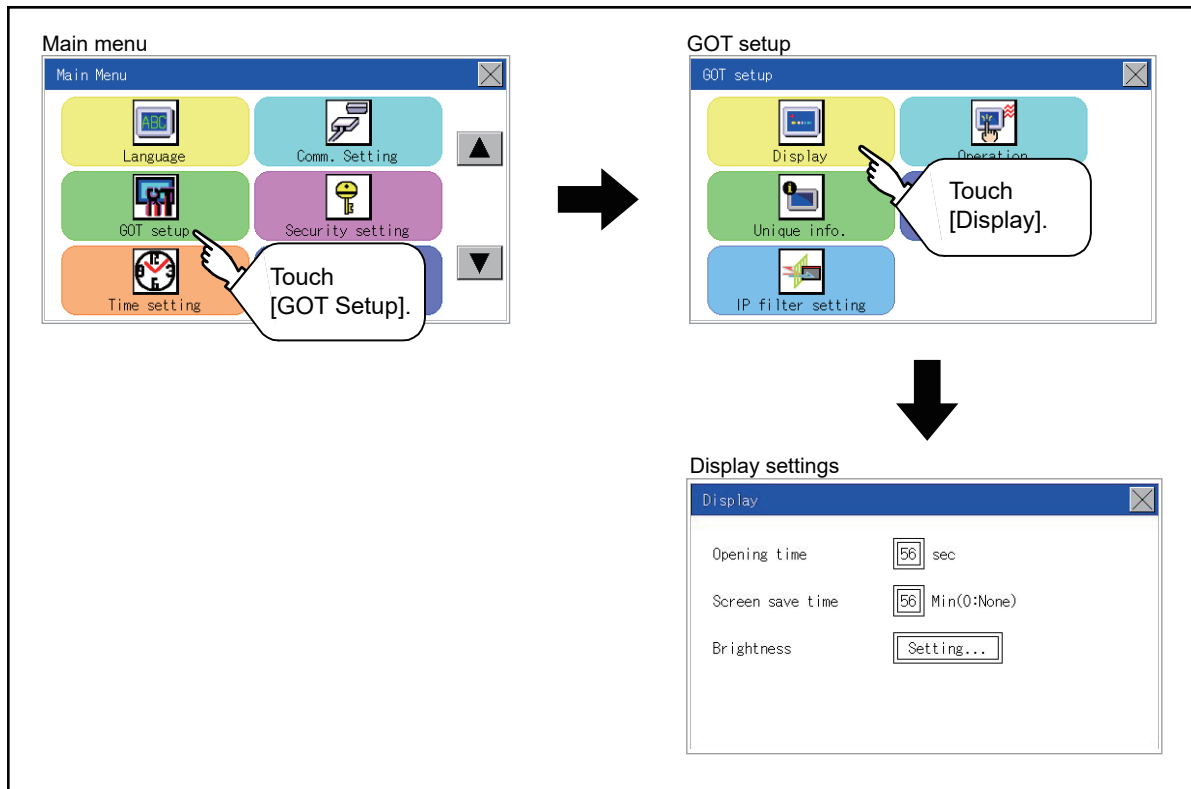 Main menu
Main Menu
ABC
Language
Comm. Setting
GOT setup
Security setting
Time setting
Touch
[GOT Setup].
GOT setup
GOT setup
Display
Operation
Unique info.
IP filter setting
Touch
[Display].
Display settings
Display
Opening time 56 sec
Screen save time 56 Min(0:None)
Brightness Setting...